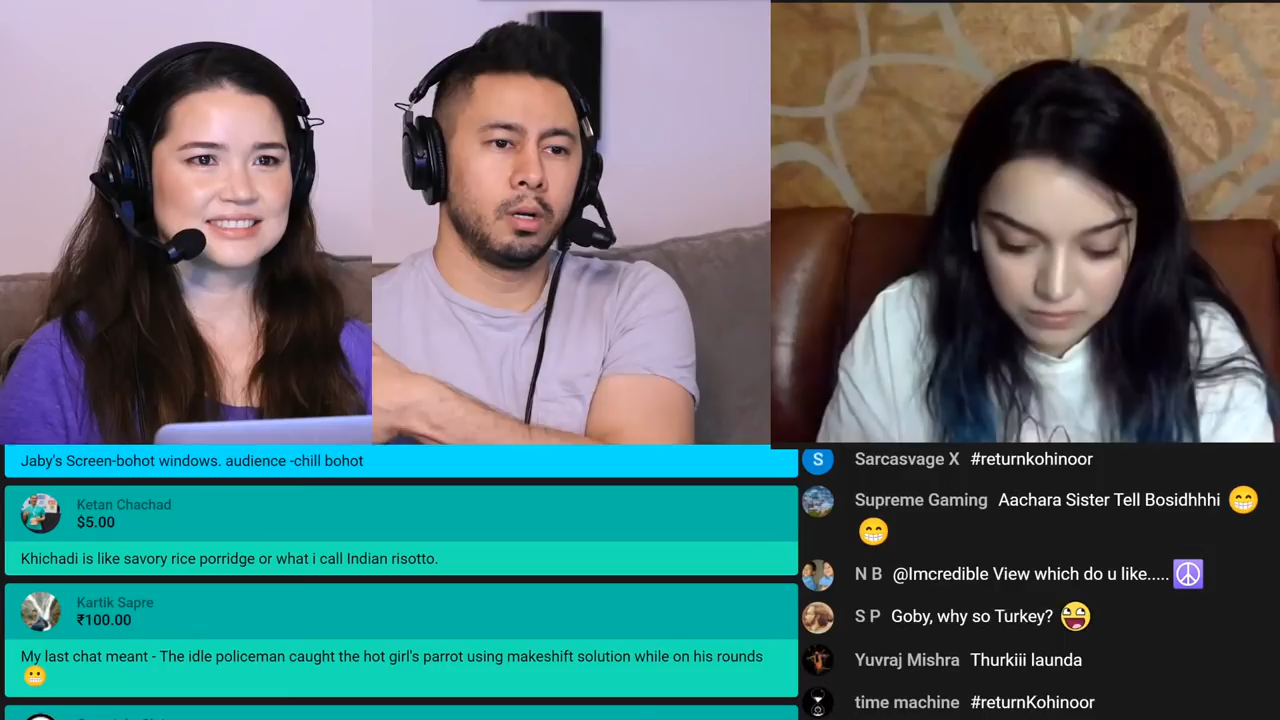 Jaby's Screen-bohot windows. audience -chill bohot
Ketan Chachad
$5.00
Khichadi is like savory rice porridge or what i call Indian risotto.
Kartik Sapre
₹100.00
My last chat meant - The idle policeman caught the hot girl's parrot using makeshift solution while on his rounds
😬
S Sarcasvage X #returnkohinoor
Supreme Gaming Aachara Sister Tell Bosidhhhi 😁
😁
N B @Imcredible View which do u like..... ☮
S P Goby, why so Turkey? 😜
Yuvraj Mishra Thurkiii launda
time machine #returnKohinoor